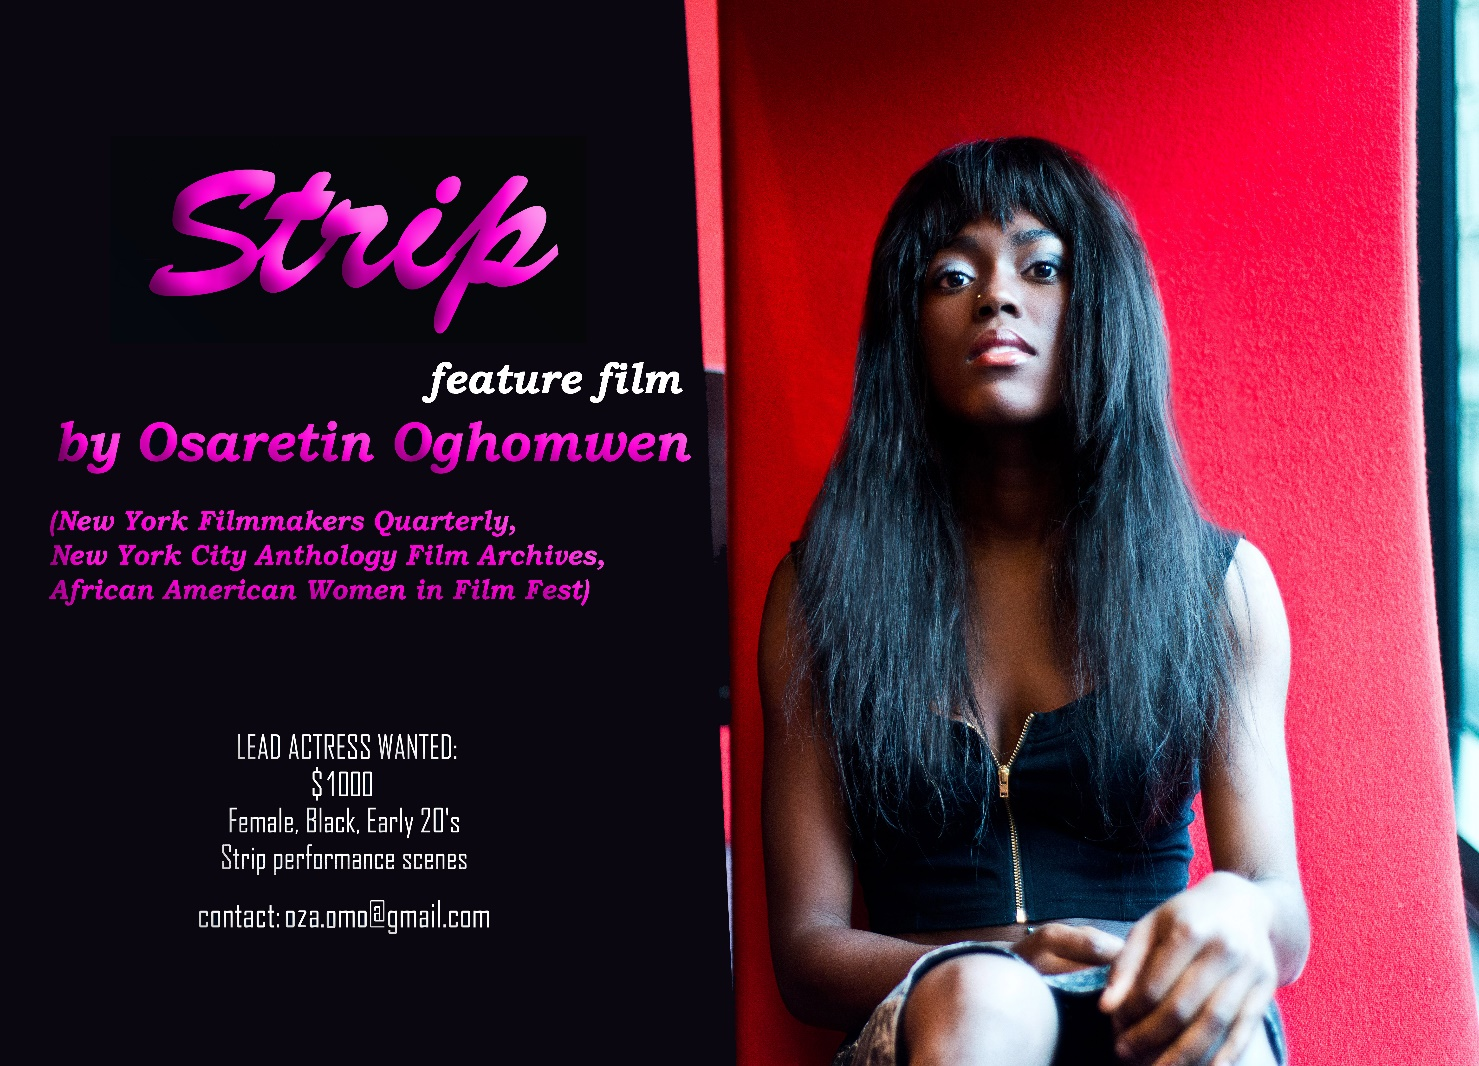 Strip
feature film
by Osaretin Oghomwen
(New York Filmmakers Quarterly,
New York City Anthology Film Archives,
African American Women in Film Fest)
LEAD ACTRESS WANTED:
$1000
Female, Black, Early 20's
Strip performance scenes
contact: oza.omo@gmail.com